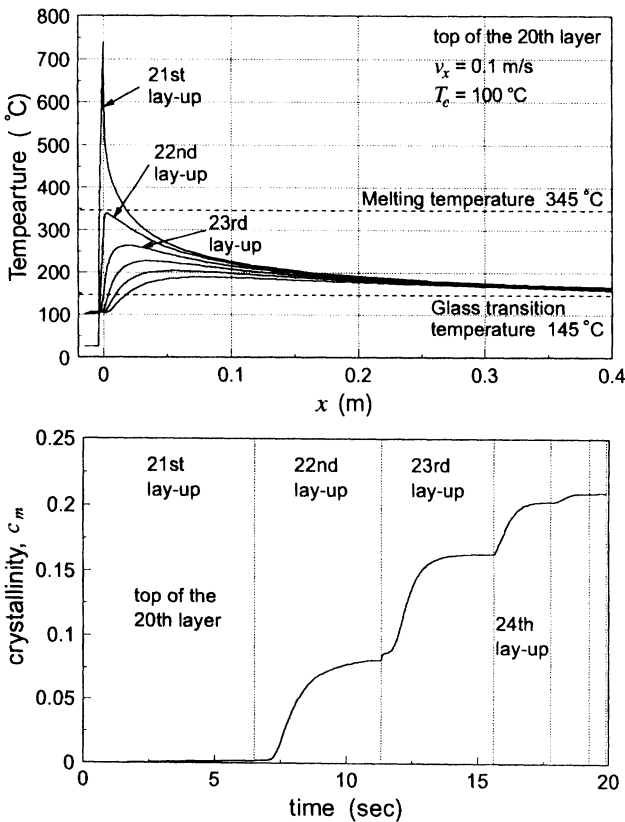 800
700
600
500
400
300
200
100
0
Tempearture ( °C)
top of the 20th layer
vx = 0.1 m/s
Tc = 100 °C
21st
lay-up
22nd
lay-up
23rd
lay-up
Melting temperature 345 °C
Glass transition
temperature 145 °C
0 0.1 0.2 0.3 0.4
x (m)
0.25
0.2
0.15
0.1
0.05
0
crystallinity, cm
21st
lay-up
22nd
lay-up
23rd
lay-up
top of the
20th layer
24th
lay-up
0 5 10 15 20
time (sec)